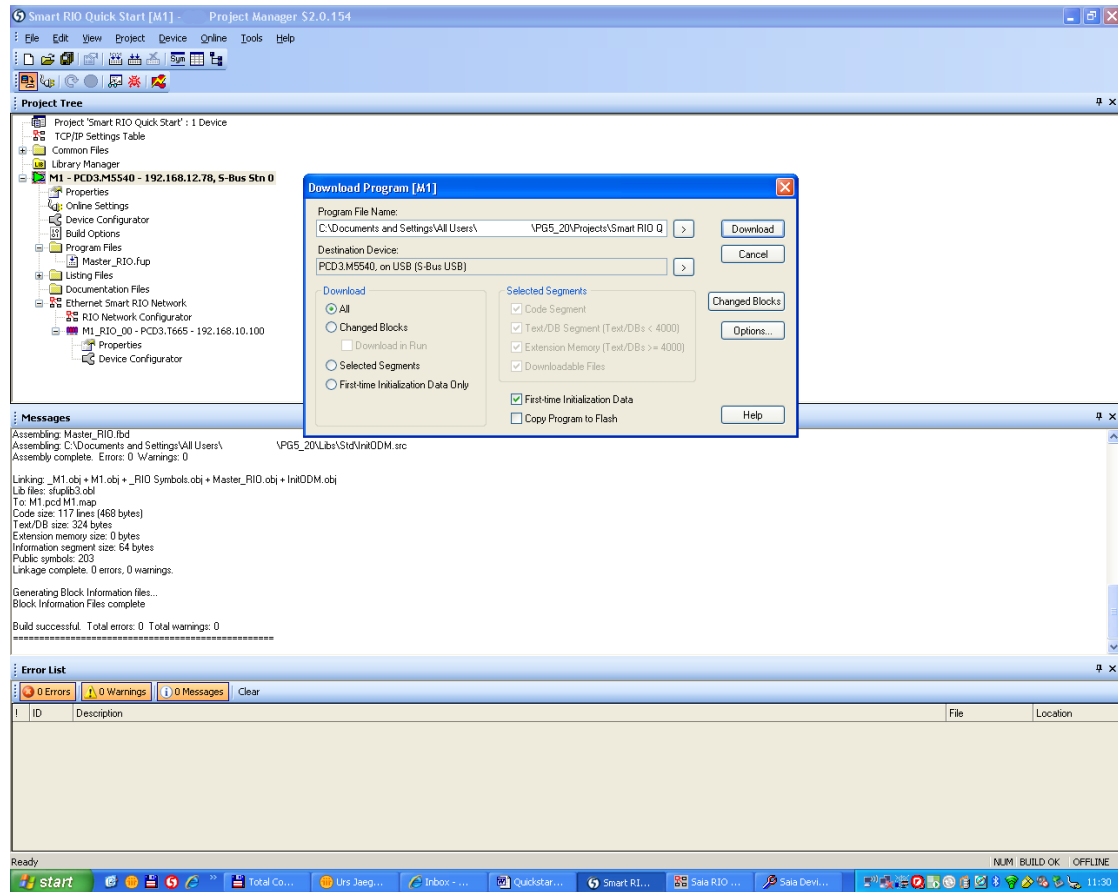 Smart RIO Quick Start [M1] - Project Manager $2.0.154
File Edit View Project Device Online Tools Help
Sym
Project Tree
Project 'Smart RIO Quick Start' : 1 Device
TCP/IP Settings Table
Common Files
LIB Library Manager
M1 - PCD3.M5540 - 192.168.12.78, S-Bus Stn 0
Properties
Online Settings
Device Configurator
Build Options
Program Files
Master_RIO.fup
Listing Files
Documentation Files
Ethernet Smart RIO Network
RIO Network Configurator
M1_RIO_00 - PCD3.T665 - 192.168.10.100
Properties
Device Configurator
Download Program [M1]
Program File Name:
C:\Documents and Settings\All Users\ \PG5_20\Projects\Smart RIO Q
>
Download
Destination Device:
Cancel
PCD3.M5540, on USB (S-Bus USB)
>
Download
All
Changed Blocks
Download in Run
Selected Segments
First-time Initialization Data Only
Selected Segments
Code Segment
Text/DB Segment (Text/DBs < 4000)
Extension Memory (Text/DBs >= 4000)
Downloadable Files
First-time Initialization Data
Copy Program to Flash
Changed Blocks
Options...
Help
Messages
Assembling: Master_RIO.fbd
Assembling: C:\Documents and Settings\All Users\ \PG5_20\Libs\Std\InitODM.src
Assembly complete. Errors: 0 Warnings: 0
Linking: _M1.obj + M1.obj + _RIO Symbols.obj + Master_RIO.obj + InitODM.obj
Lib files: sfuplib3.obl
To: M1.pcd M1.map
Code size: 117 lines (468 bytes)
Text/DB size: 324 bytes
Extension memory size: 0 bytes
Information segment size: 64 bytes
Public symbols: 203
Linkage complete. 0 errors, 0 warnings.
Generating Block Information files...
Block Information Files complete
Build successful. Total errors: 0 Total warnings: 0
==================================================
Error List
0 Errors 0 Warnings 0 Messages Clear
! ID Description File Location
Ready NUM BUILD OK OFFLINE
start Total Co... Urs Jaeg... Inbox - ... Quickstar... Smart RI... Saia RIO ... Saia Devi... 11:39